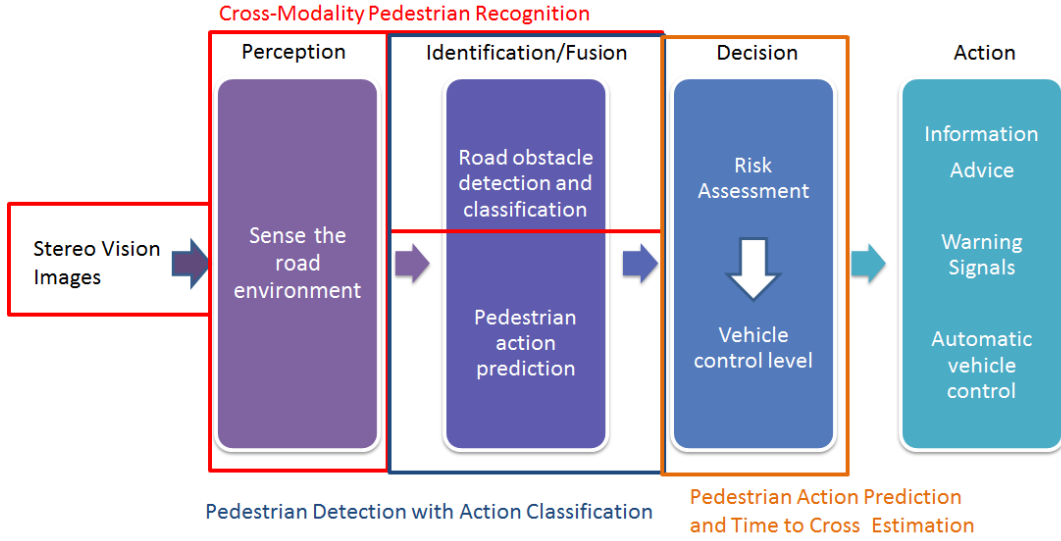 Cross-Modality Pedestrian Recognition
Perception
Identification/Fusion
Decision
Action
Stereo Vision
Images
Sense the
road
environment
Road obstacle
detection and
classification
Pedestrian
action
prediction
Risk
Assessment
Vehicle
control level
Information
Advice
Warning
Signals
Automatic
vehicle
control
Pedestrian Detection with Action Classification
Pedestrian Action Prediction
and Time to Cross Estimation